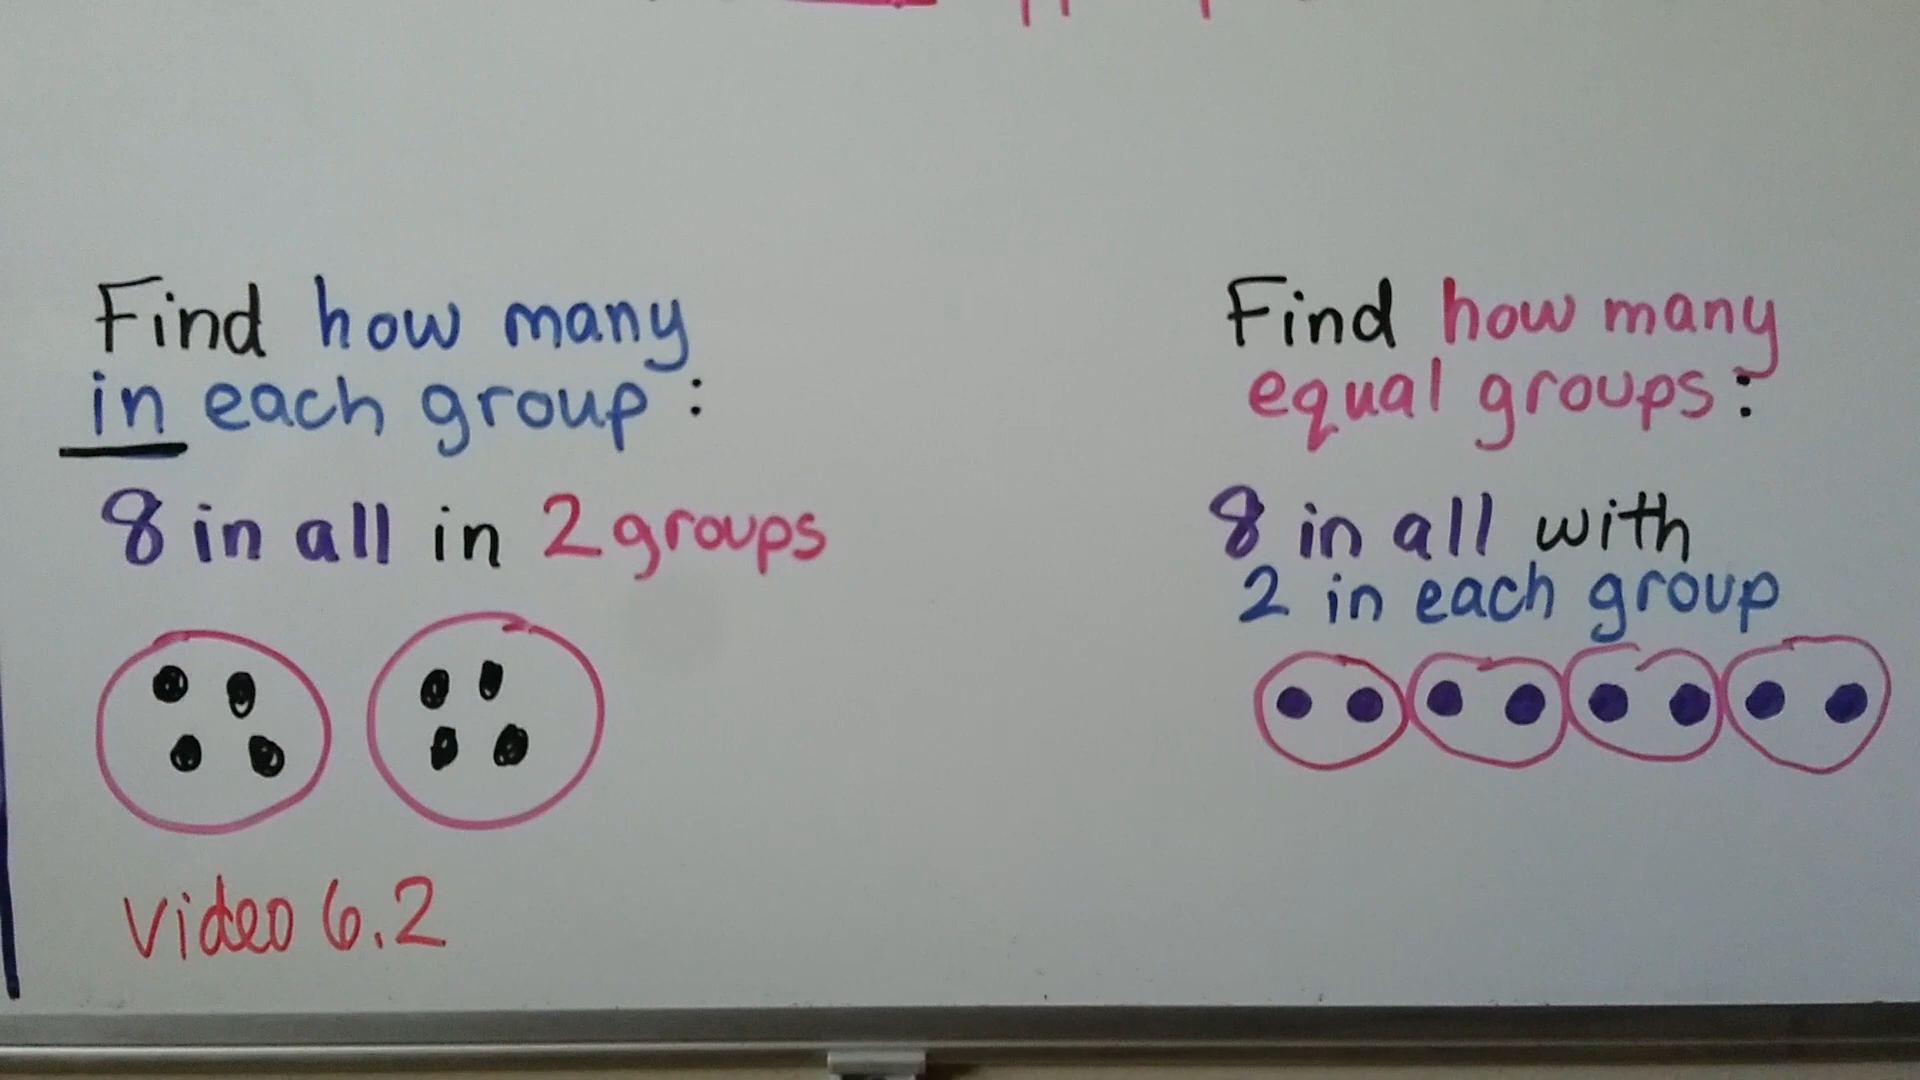 Find how many
in each group:
8 in all in 2 groups
video 6.2
Find how many
equal groups:
8 in all with
2 in each group